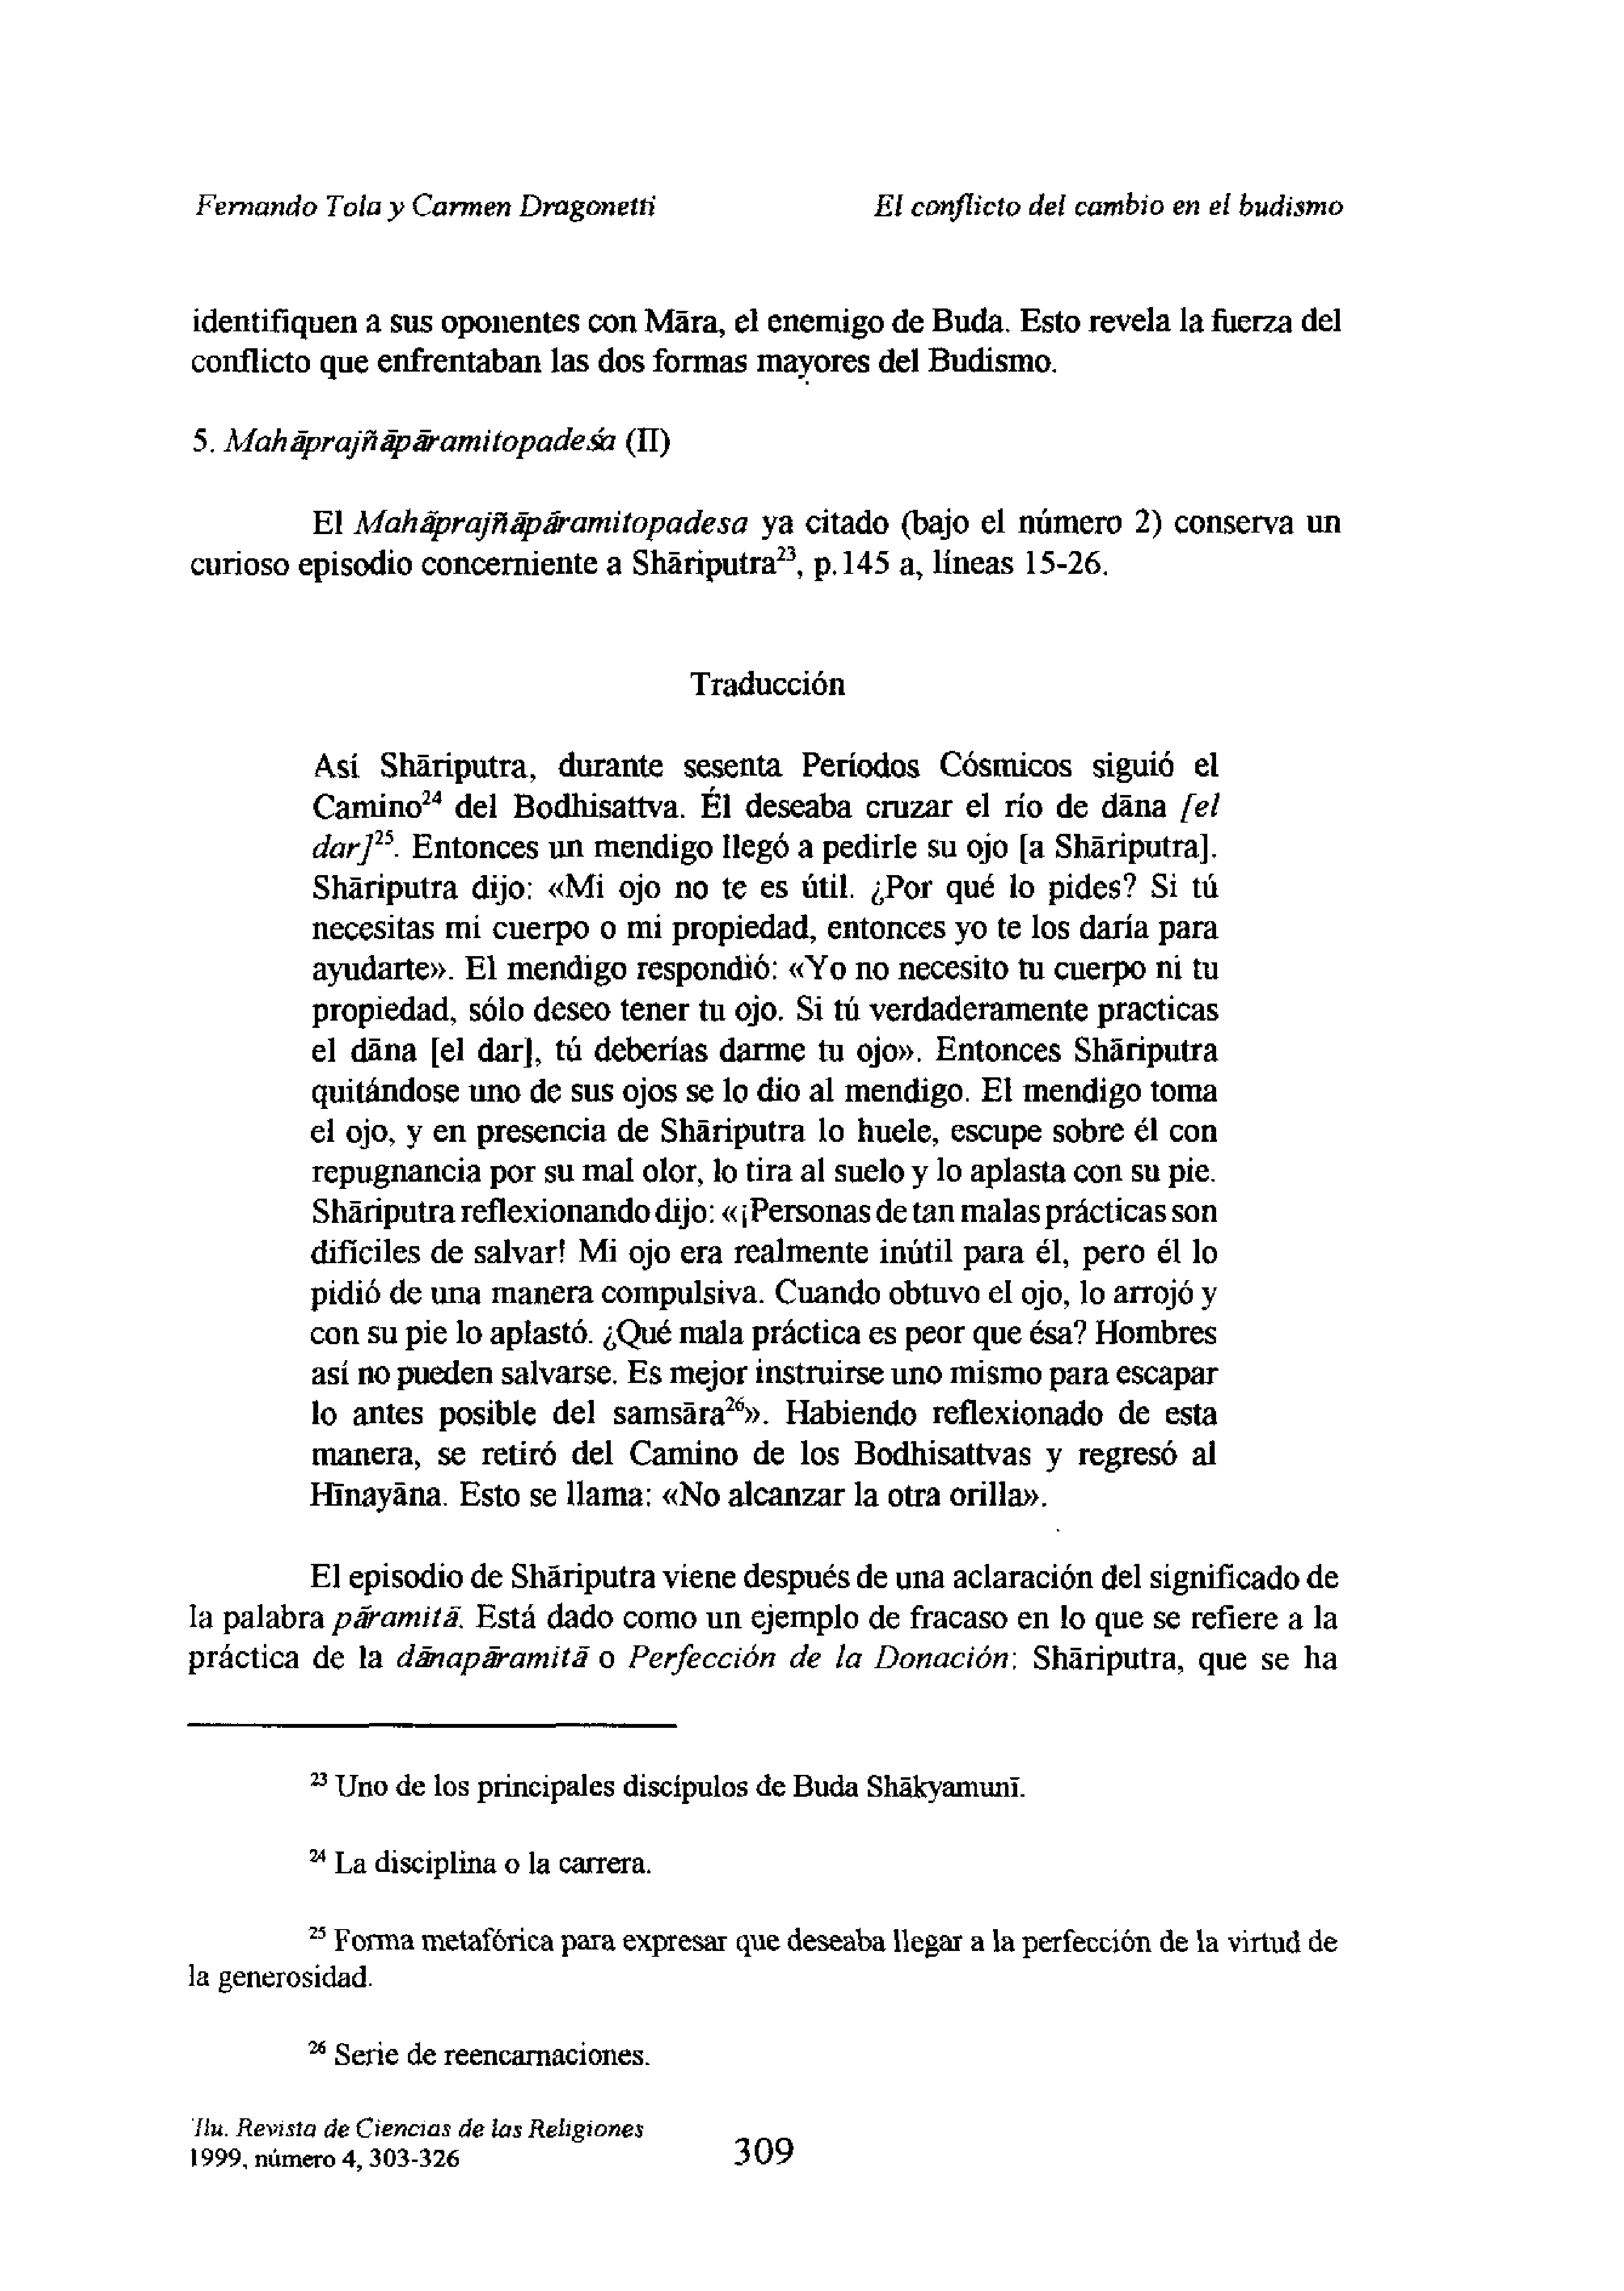 Fernando Tola y Carmen Dragonetti El conflicto del cambio en el budismo
identifiquen a sus oponentes con Māra, el enemigo de Buda. Esto revela la fuerza del
conflicto que enfrentaban las dos formas mayores del Budismo.
5. Mahāprajñāpāramitopadeśa (II)
El Mahāprajñāpāramitopadesa ya citado (bajo el número 2) conserva un
curioso episodio concerniente a Shāriputra²³, p.145 a, líneas 15-26.
Traducción
Así Shāriputra, durante sesenta Períodos Cósmicos siguió el
Camino²⁴ del Bodhisattva. Él deseaba cruzar el río de dāna [el
dar]²⁵. Entonces un mendigo llegó a pedirle su ojo [a Shāriputra].
Shāriputra dijo: «Mi ojo no te es útil. ¿Por qué lo pides? Si tú
necesitas mi cuerpo o mi propiedad, entonces yo te los daría para
ayudarte». El mendigo respondió: «Yo no necesito tu cuerpo ni tu
propiedad, sólo deseo tener tu ojo. Si tú verdaderamente practicas
el dāna [el dar], tú deberías darme tu ojo». Entonces Shāriputra
quitándose uno de sus ojos se lo dio al mendigo. El mendigo toma
el ojo, y en presencia de Shāriputra lo huele, escupe sobre él con
repugnancia por su mal olor, lo tira al suelo y lo aplasta con su pie.
Shāriputra reflexionando dijo: «¡Personas de tan malas prácticas son
difíciles de salvar! Mi ojo era realmente inútil para él, pero él lo
pidió de una manera compulsiva. Cuando obtuvo el ojo, lo arrojó y
con su pie lo aplastó. ¿Qué mala práctica es peor que ésa? Hombres
así no pueden salvarse. Es mejor instruirse uno mismo para escapar
lo antes posible del samsāra²⁶». Habiendo reflexionado de esta
manera, se retiró del Camino de los Bodhisattvas y regresó al
Hīnayāna. Esto se llama: «No alcanzar la otra orilla».
El episodio de Shāriputra viene después de una aclaración del significado de
la palabra pāramitā. Está dado como un ejemplo de fracaso en lo que se refiere a la
práctica de la dānapāramitā o Perfección de la Donación: Shāriputra, que se ha
²³ Uno de los principales discípulos de Buda Shākyamunī.
²⁴ La disciplina o la carrera.
²⁵ Forma metafórica para expresar que deseaba llegar a la perfección de la virtud de
la generosidad.
²⁶ Serie de reencarnaciones.
'Ilu. Revista de Ciencias de las Religiones
1999, número 4, 303-326 309